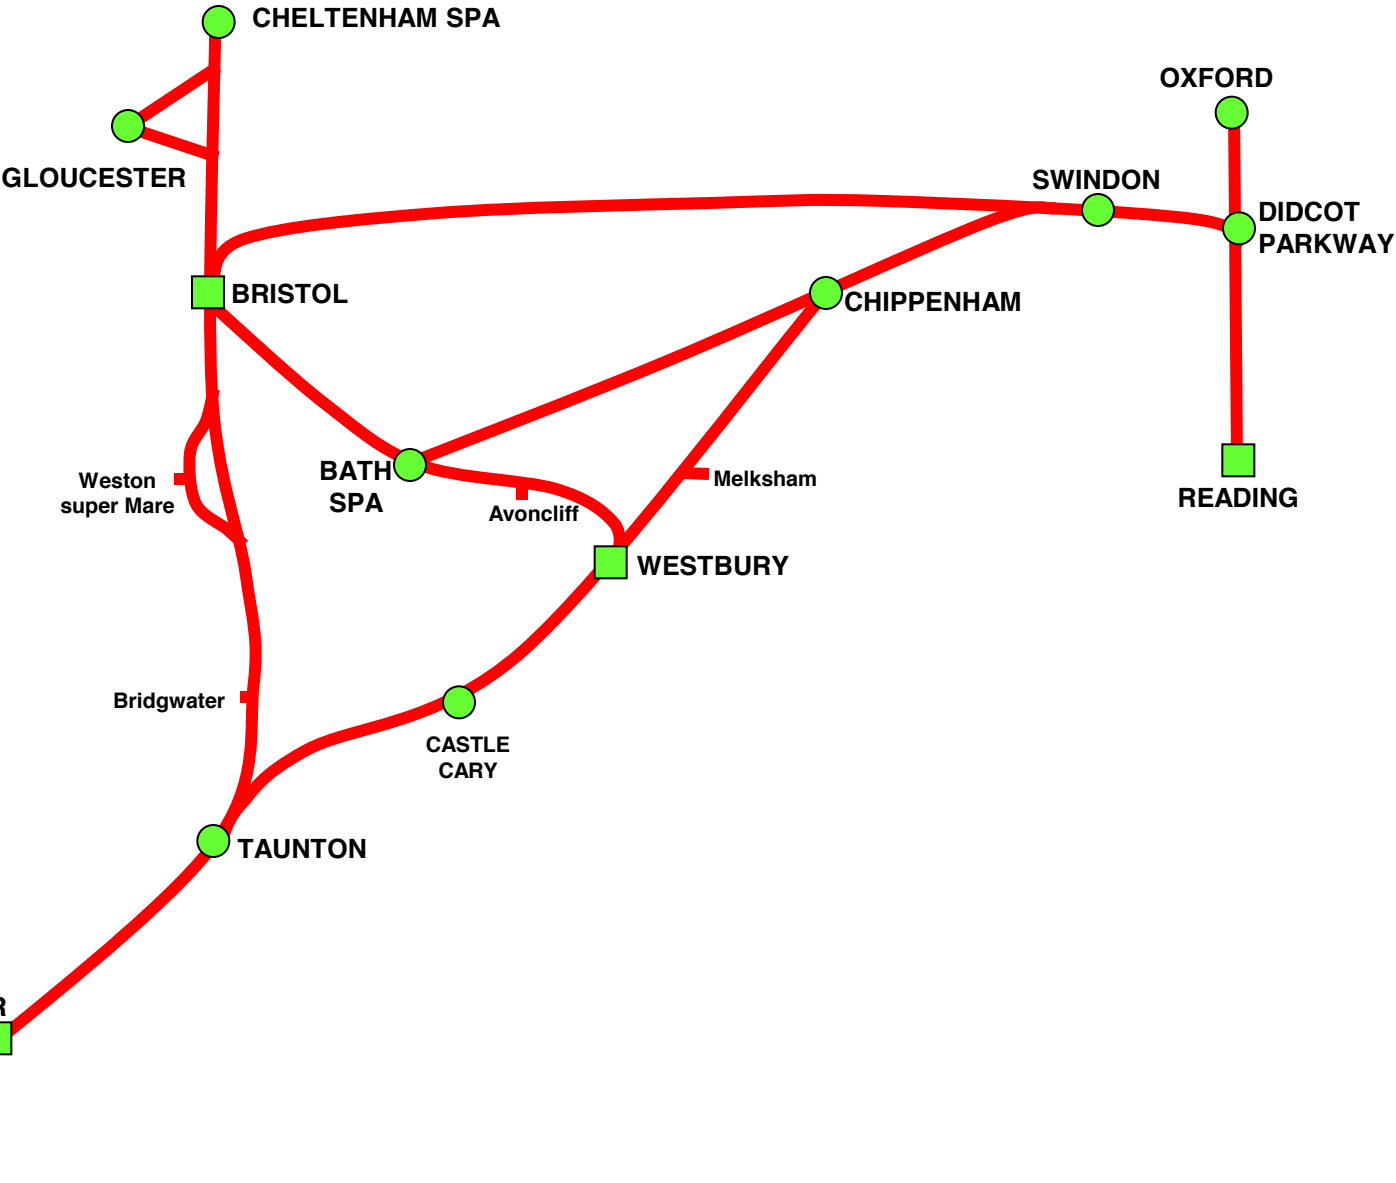 CHELTENHAM SPA
OXFORD
GLOUCESTER
SWINDON
DIDCOT
PARKWAY
BRISTOL
CHIPPENHAM
BATH
SPA
Weston
super Mare
Melksham
Avoncliff
READING
WESTBURY
Bridgwater
CASTLE
CARY
TAUNTON
R